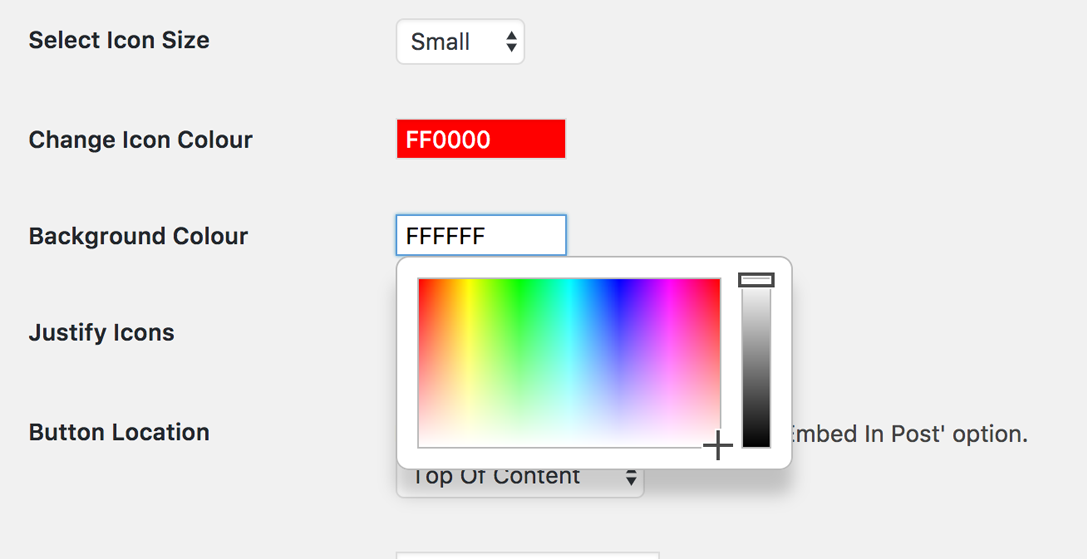 Select Icon Size
Small
Change Icon Colour
FF0000
Background Colour
FFFFFF
Justify Icons
Button Location
Embed In Post' option.
Top Of Content